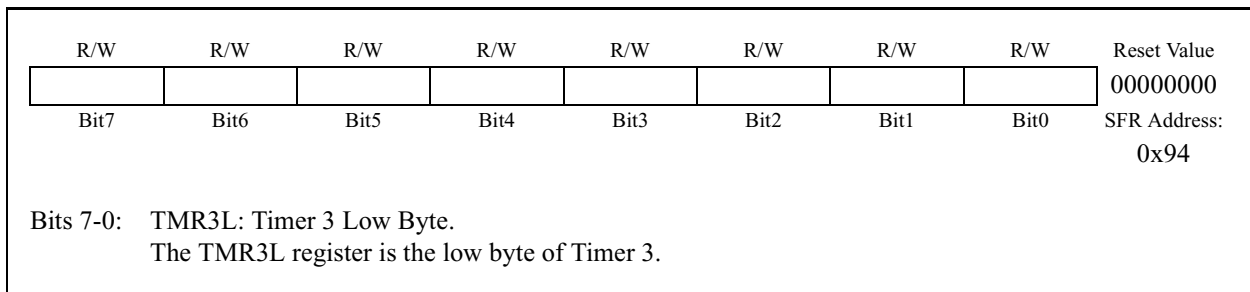 R/W R/W R/W R/W R/W R/W R/W R/W Reset Value
00000000
Bit7 Bit6 Bit5 Bit4 Bit3 Bit2 Bit1 Bit0 SFR Address:
0x94
Bits 7-0: TMR3L: Timer 3 Low Byte.
The TMR3L register is the low byte of Timer 3.